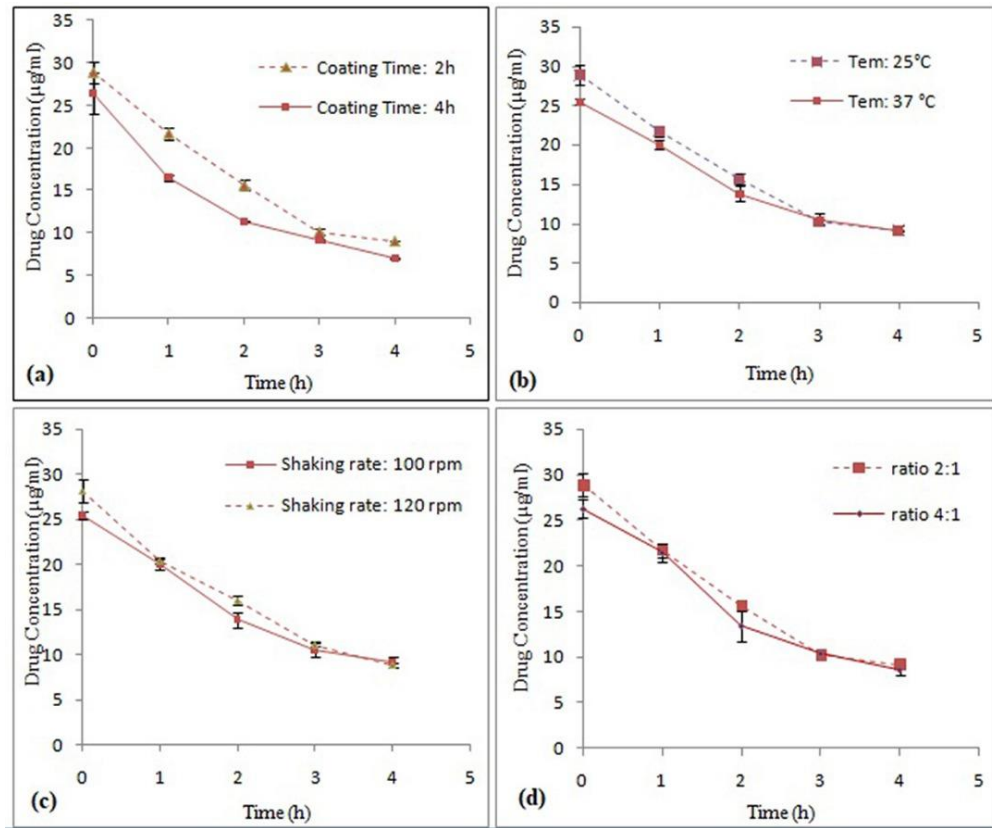 35
30
25
20
15
10
5
0
Drug Concentration (µg/ml)
Coating Time: 2h
Coating Time: 4h
0 1 2 3 4 5
Time (h)
(a)
35
30
25
20
15
10
5
0
Drug Concentration (µg/ml)
Tem: 25°C
Tem: 37 °C
0 1 2 3 4 5
Time (h)
(b)
35
30
25
20
15
10
5
0
Drug Concentration (µg/ml)
Shaking rate: 100 rpm
Shaking rate: 120 rpm
0 1 2 3 4 5
Time (h)
(c)
35
30
25
20
15
10
5
0
Drug Concentration (µg/ml)
ratio 2:1
ratio 4:1
0 1 2 3 4 5
Time (h)
(d)